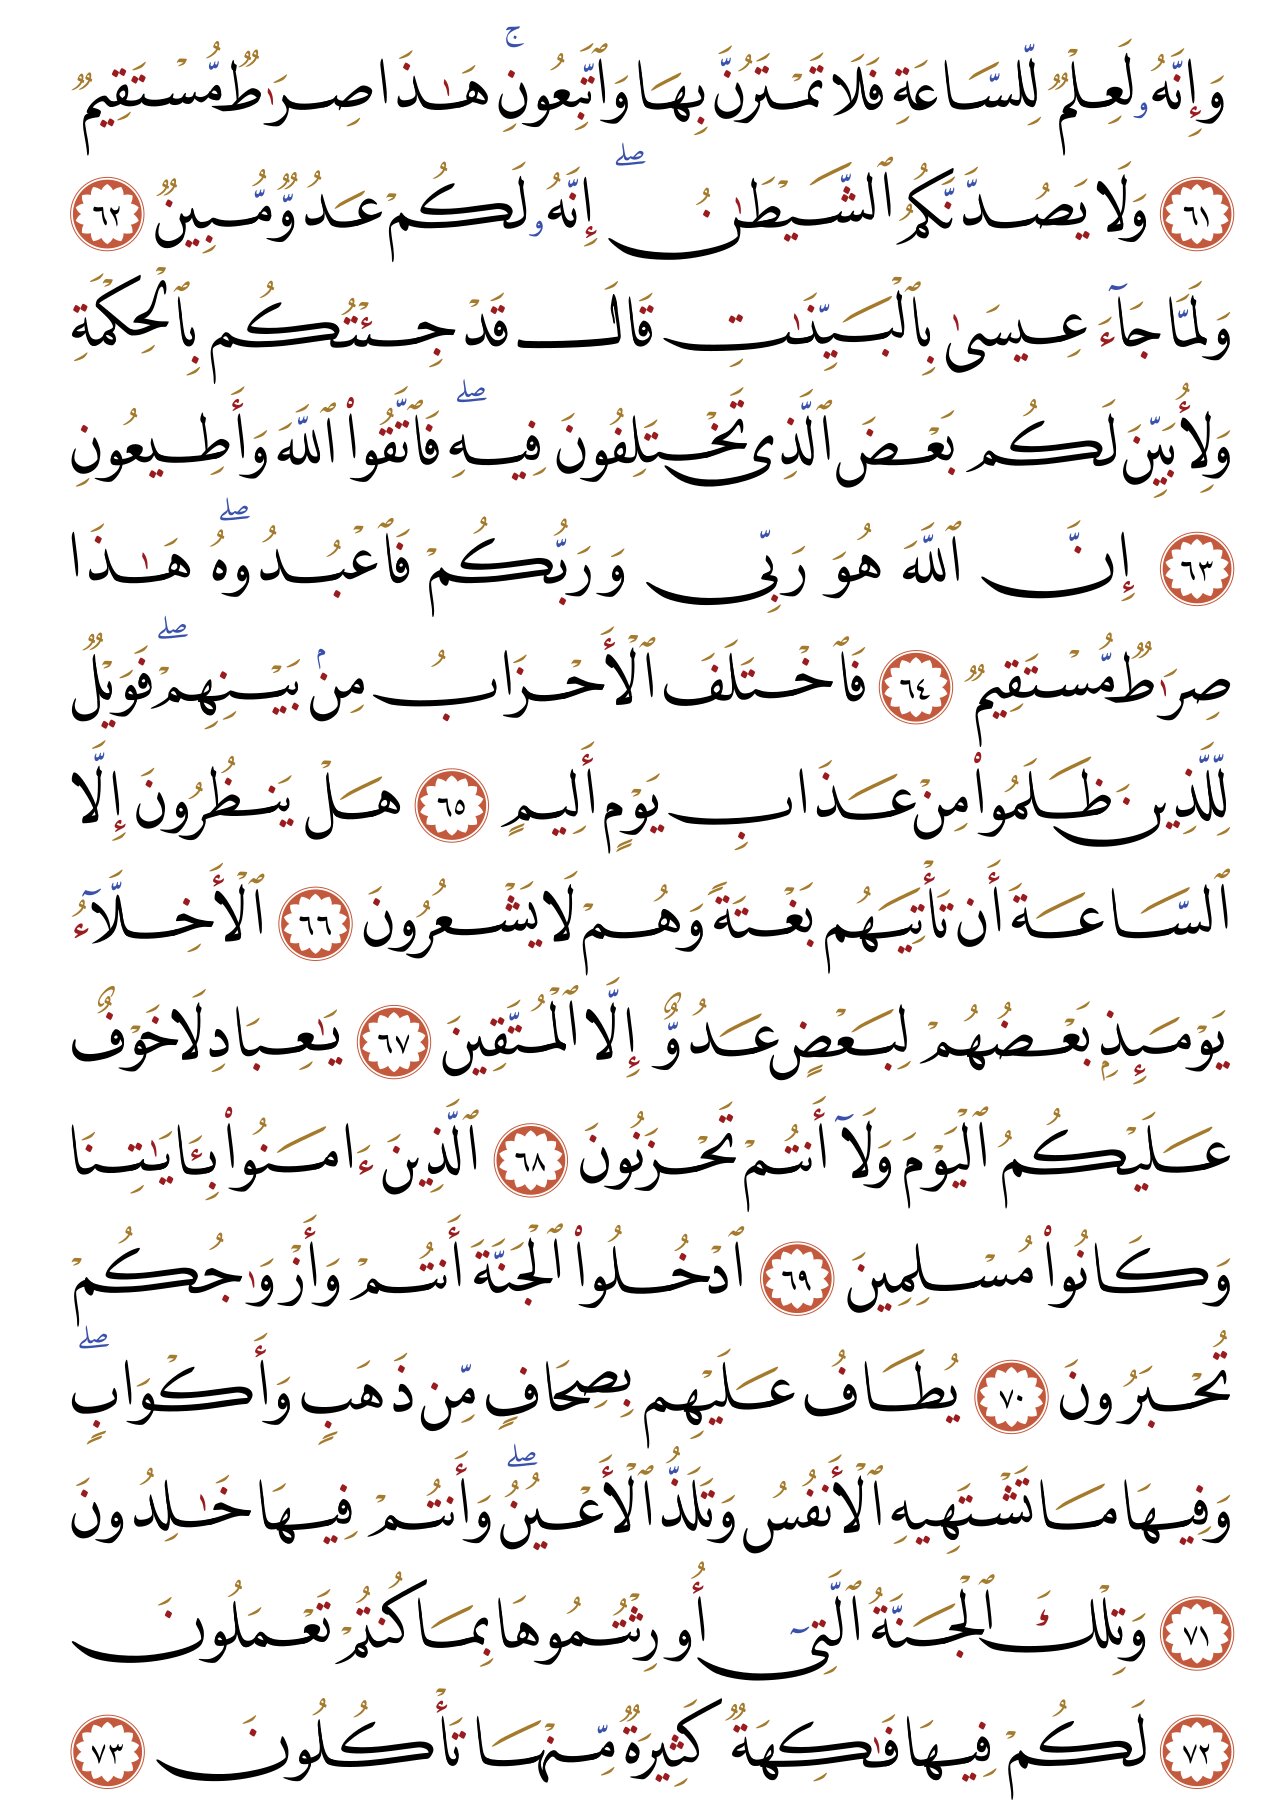 وَإِنَّهُۥ لَعِلْمٌ لِّلسَّاعَةِ فَلَا تَمْتَرُنَّ بِهَا وَٱتَّبِعُونِ ۚ هَٰذَا صِرَٰطٌ مُّسْتَقِيمٌ
٦١ وَلَا يَصُدَّنَّكُمُ ٱلشَّيْطَٰنُ ۖ إِنَّهُۥ لَكُمْ عَدُوٌّ مُّبِينٌ ٦٢
وَلَمَّا جَآءَ عِيسَىٰ بِٱلْبَيِّنَٰتِ قَالَ قَدْ جِئْتُكُم بِٱلْحِكْمَةِ
وَلِأُبَيِّنَ لَكُم بَعْضَ ٱلَّذِى تَخْتَلِفُونَ فِيهِ ۖ فَٱتَّقُوا۟ ٱللَّهَ وَأَطِيعُونِ
٦٣ إِنَّ ٱللَّهَ هُوَ رَبِّى وَرَبُّكُمْ فَٱعْبُدُوهُ ۖ هَٰذَا
صِرَٰطٌ مُّسْتَقِيمٌ ٦٤ فَٱخْتَلَفَ ٱلْأَحْزَابُ مِنۢ بَيْنِهِمْ ۖ فَوَيْلٌ
لِّلَّذِينَ ظَلَمُوا۟ مِنْ عَذَابِ يَوْمٍ أَلِيمٍ ٦٥ هَلْ يَنظُرُونَ إِلَّا
ٱلسَّاعَةَ أَن تَأْتِيَهُم بَغْتَةً وَهُمْ لَا يَشْعُرُونَ ٦٦ ٱلْأَخِلَّآءُ
يَوْمَئِذٍۭ بَعْضُهُمْ لِبَعْضٍ عَدُوٌّ إِلَّا ٱلْمُتَّقِينَ ٦٧ يَٰعِبَادِ لَا خَوْفٌ
عَلَيْكُمُ ٱلْيَوْمَ وَلَآ أَنتُمْ تَحْزَنُونَ ٦٨ ٱلَّذِينَ ءَامَنُوا۟ بِـَٔايَٰتِنَا
وَكَانُوا۟ مُسْلِمِينَ ٦٩ ٱدْخُلُوا۟ ٱلْجَنَّةَ أَنتُمْ وَأَزْوَٰجُكُمْ
تُحْبَرُونَ ٧٠ يُطَافُ عَلَيْهِم بِصِحَافٍ مِّن ذَهَبٍ وَأَكْوَابٍ ۖ
وَفِيهَا مَا تَشْتَهِيهِ ٱلْأَنفُسُ وَتَلَذُّ ٱلْأَعْيُنُ ۖ وَأَنتُمْ فِيهَا خَٰلِدُونَ
٧١ وَتِلْكَ ٱلْجَنَّةُ ٱلَّتِىٓ أُورِثْتُمُوهَا بِمَا كُنتُمْ تَعْمَلُونَ
٧٢ لَكُمْ فِيهَا فَٰكِهَةٌ كَثِيرَةٌ مِّنْهَا تَأْكُلُونَ ٧٣